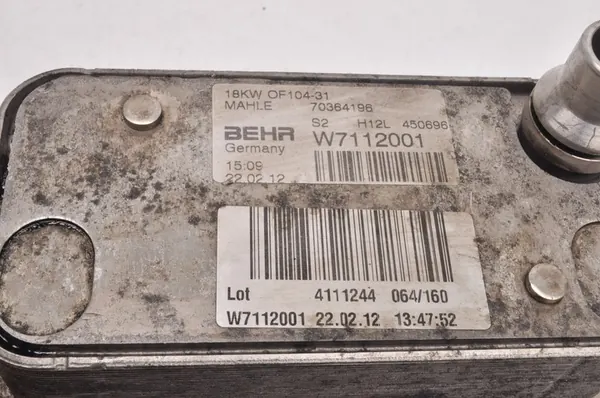 18KW OF104-31
MAHLE 70364196
S2 H12L 450696
BEHR W7112001
Germany
15:09
22.02.12
Lot 4111244 064/160
W7112001 22.02.12 13:47:52